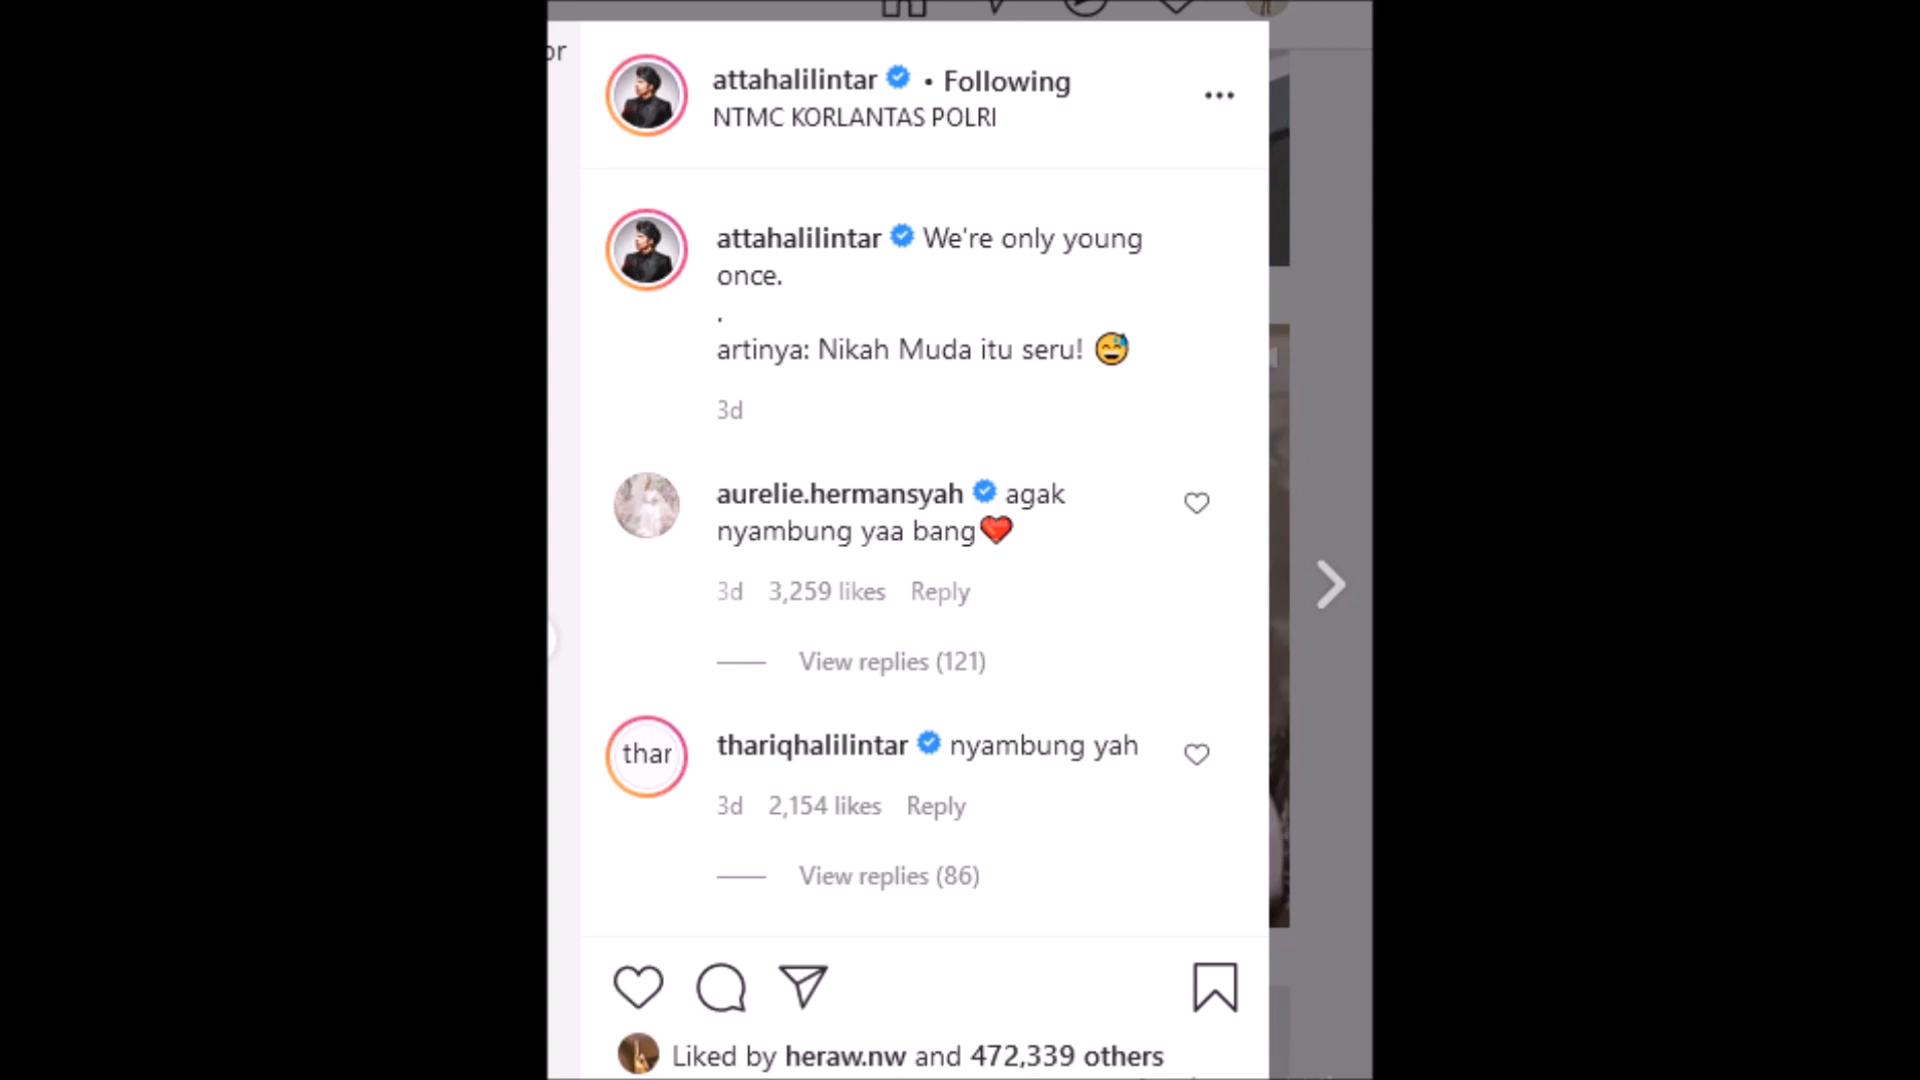 or
attahalilintar • Following
NTMC KORLANTAS POLRI
attahalilintar We're only young
once.
.
artinya: Nikah Muda itu seru! 😅
3d
aurelie.hermansyah agak
nyambung yaa bang❤️
3d 3,259 likes Reply
View replies (121)
thar
thariqhalilintar nyambung yah
3d 2,154 likes Reply
View replies (86)
Liked by heraw.nw and 472,339 others